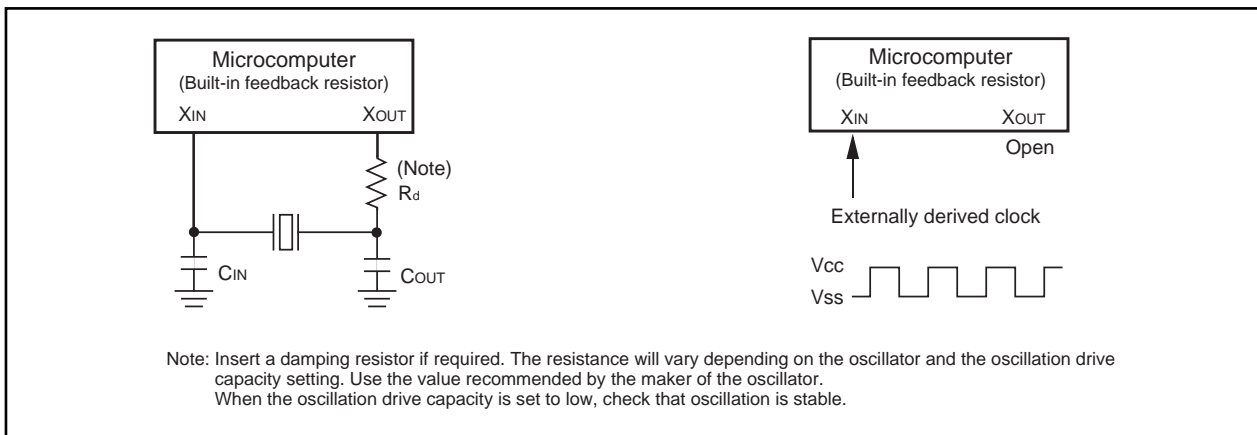 Microcomputer
(Built-in feedback resistor)
XIN XOUT
(Note)
Rd
CIN
COUT
Microcomputer
(Built-in feedback resistor)
XIN XOUT
Open
Externally derived clock
Vcc
Vss
Note: Insert a damping resistor if required. The resistance will vary depending on the oscillator and the oscillation drive
capacity setting. Use the value recommended by the maker of the oscillator.
When the oscillation drive capacity is set to low, check that oscillation is stable.